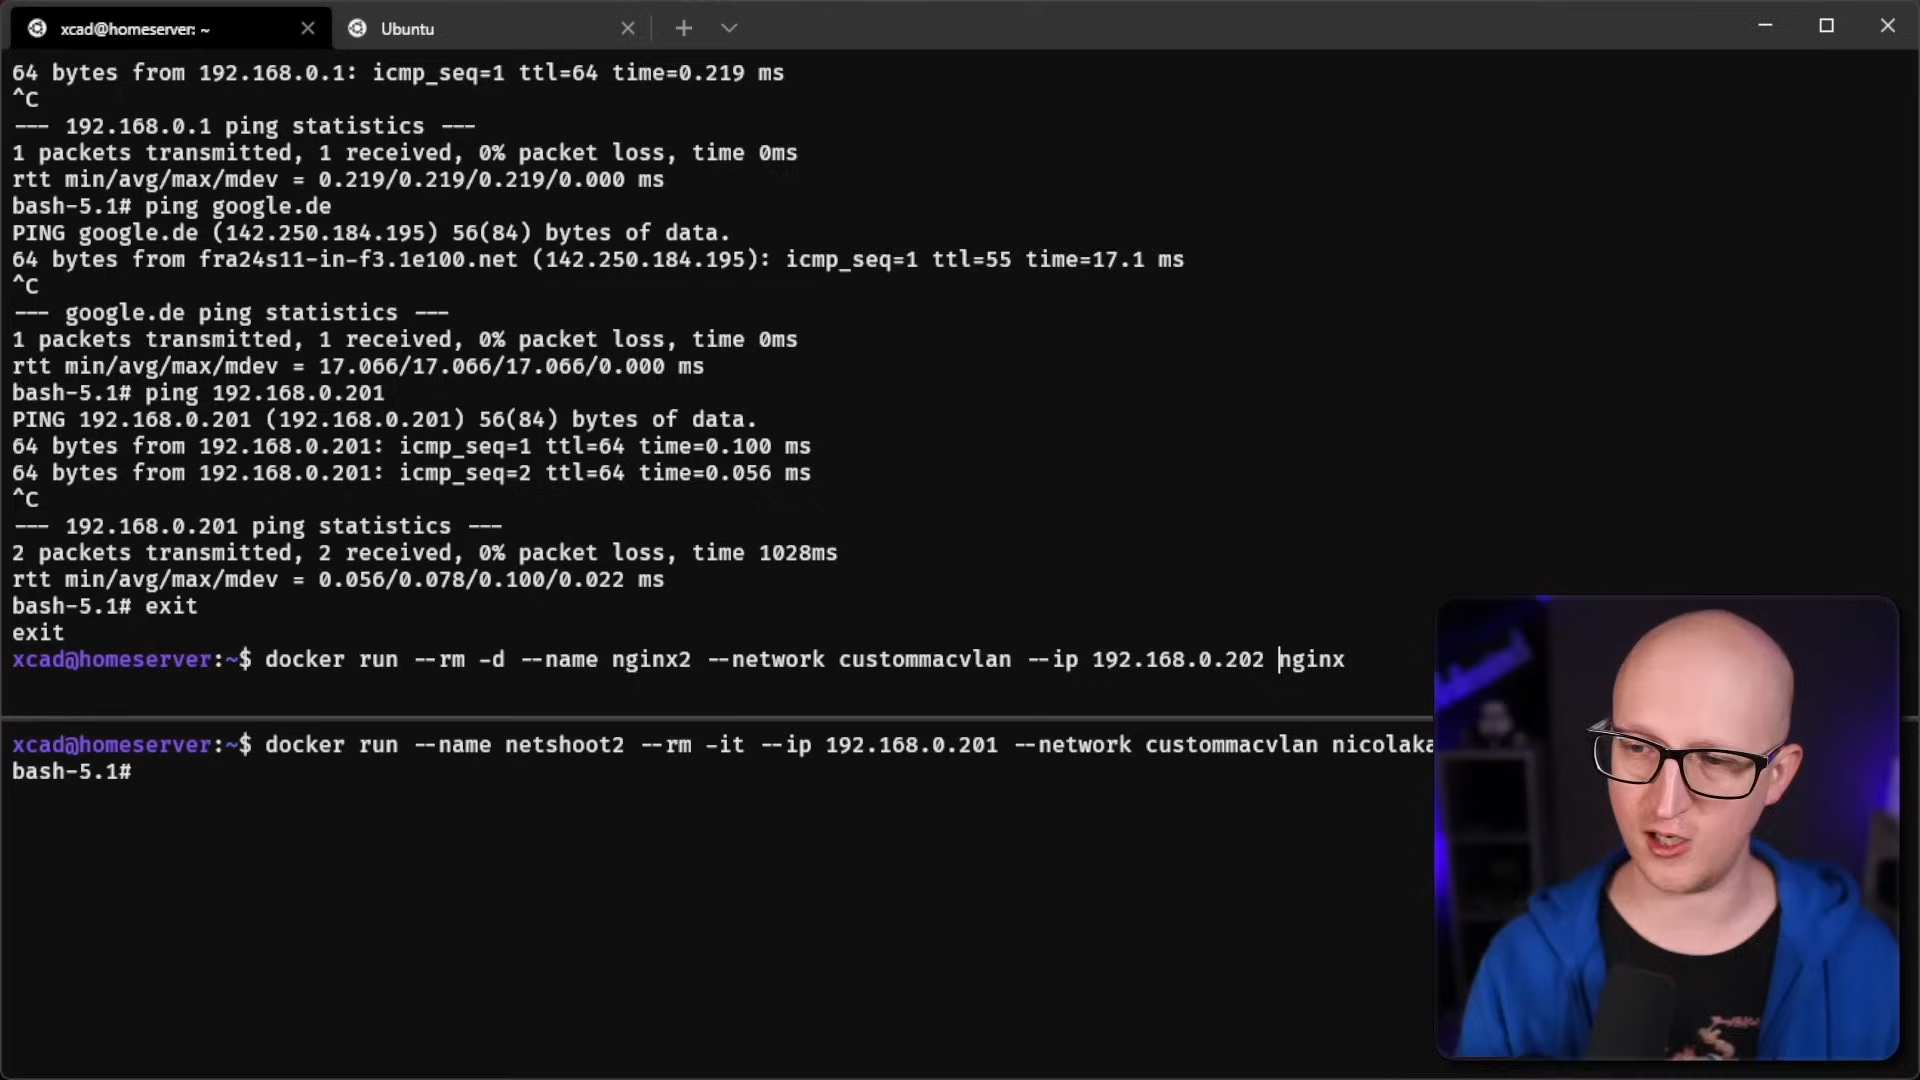 xcad@homeserver: ~
Ubuntu
64 bytes from 192.168.0.1: icmp_seq=1 ttl=64 time=0.219 ms
^C
--- 192.168.0.1 ping statistics ---
1 packets transmitted, 1 received, 0% packet loss, time 0ms
rtt min/avg/max/mdev = 0.219/0.219/0.219/0.000 ms
bash-5.1# ping google.de
PING google.de (142.250.184.195) 56(84) bytes of data.
64 bytes from fra24s11-in-f3.1e100.net (142.250.184.195): icmp_seq=1 ttl=55 time=17.1 ms
^C
--- google.de ping statistics ---
1 packets transmitted, 1 received, 0% packet loss, time 0ms
rtt min/avg/max/mdev = 17.066/17.066/17.066/0.000 ms
bash-5.1# ping 192.168.0.201
PING 192.168.0.201 (192.168.0.201) 56(84) bytes of data.
64 bytes from 192.168.0.201: icmp_seq=1 ttl=64 time=0.100 ms
64 bytes from 192.168.0.201: icmp_seq=2 ttl=64 time=0.056 ms
^C
--- 192.168.0.201 ping statistics ---
2 packets transmitted, 2 received, 0% packet loss, time 1028ms
rtt min/avg/max/mdev = 0.056/0.078/0.100/0.022 ms
bash-5.1# exit
exit
xcad@homeserver:~$ docker run --rm -d --name nginx2 --network custommacvlan --ip 192.168.0.202 nginx
xcad@homeserver:~$ docker run --name netshoot2 --rm -it --ip 192.168.0.201 --network custommacvlan nicolaka
bash-5.1#